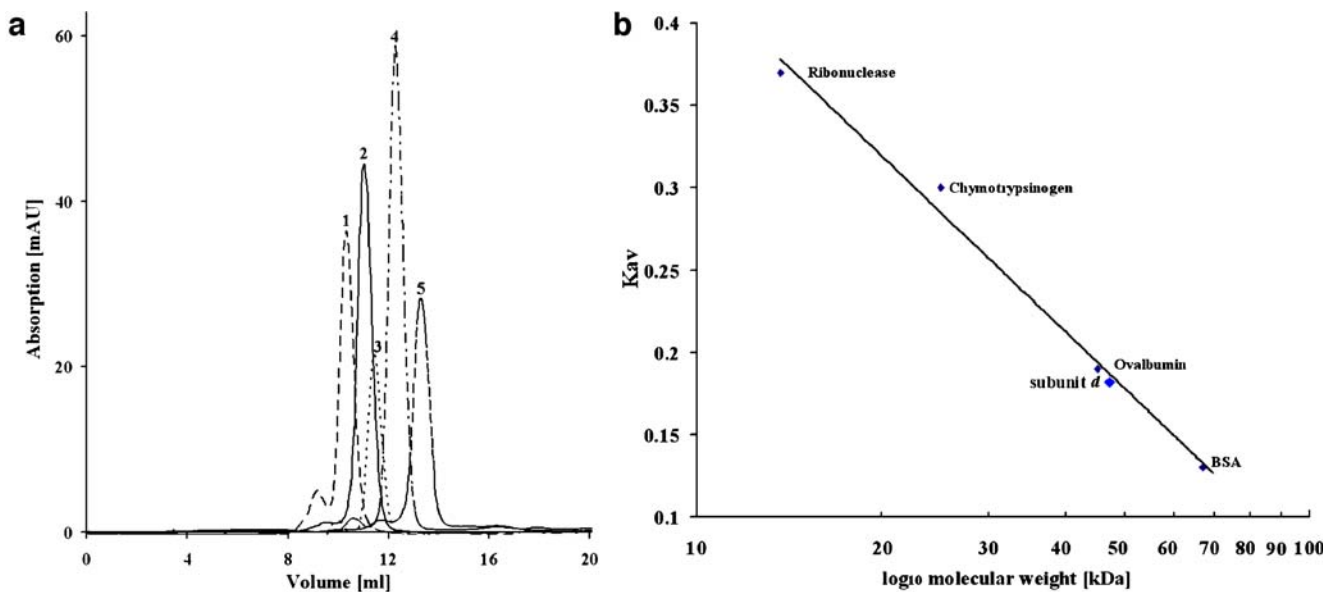 a
60
40
20
0
Absorption [mAU]
1
2
3
4
5
0
4
8
12
16
20
Volume [ml]
b
0.4
0.35
0.3
0.25
0.2
0.15
0.1
Kav
Ribonuclease
Chymotrypsinogen
Ovalbumin
subunit d
BSA
10
20
30
40
50
60
70
80
90
100
log₁₀ molecular weight [kDa]